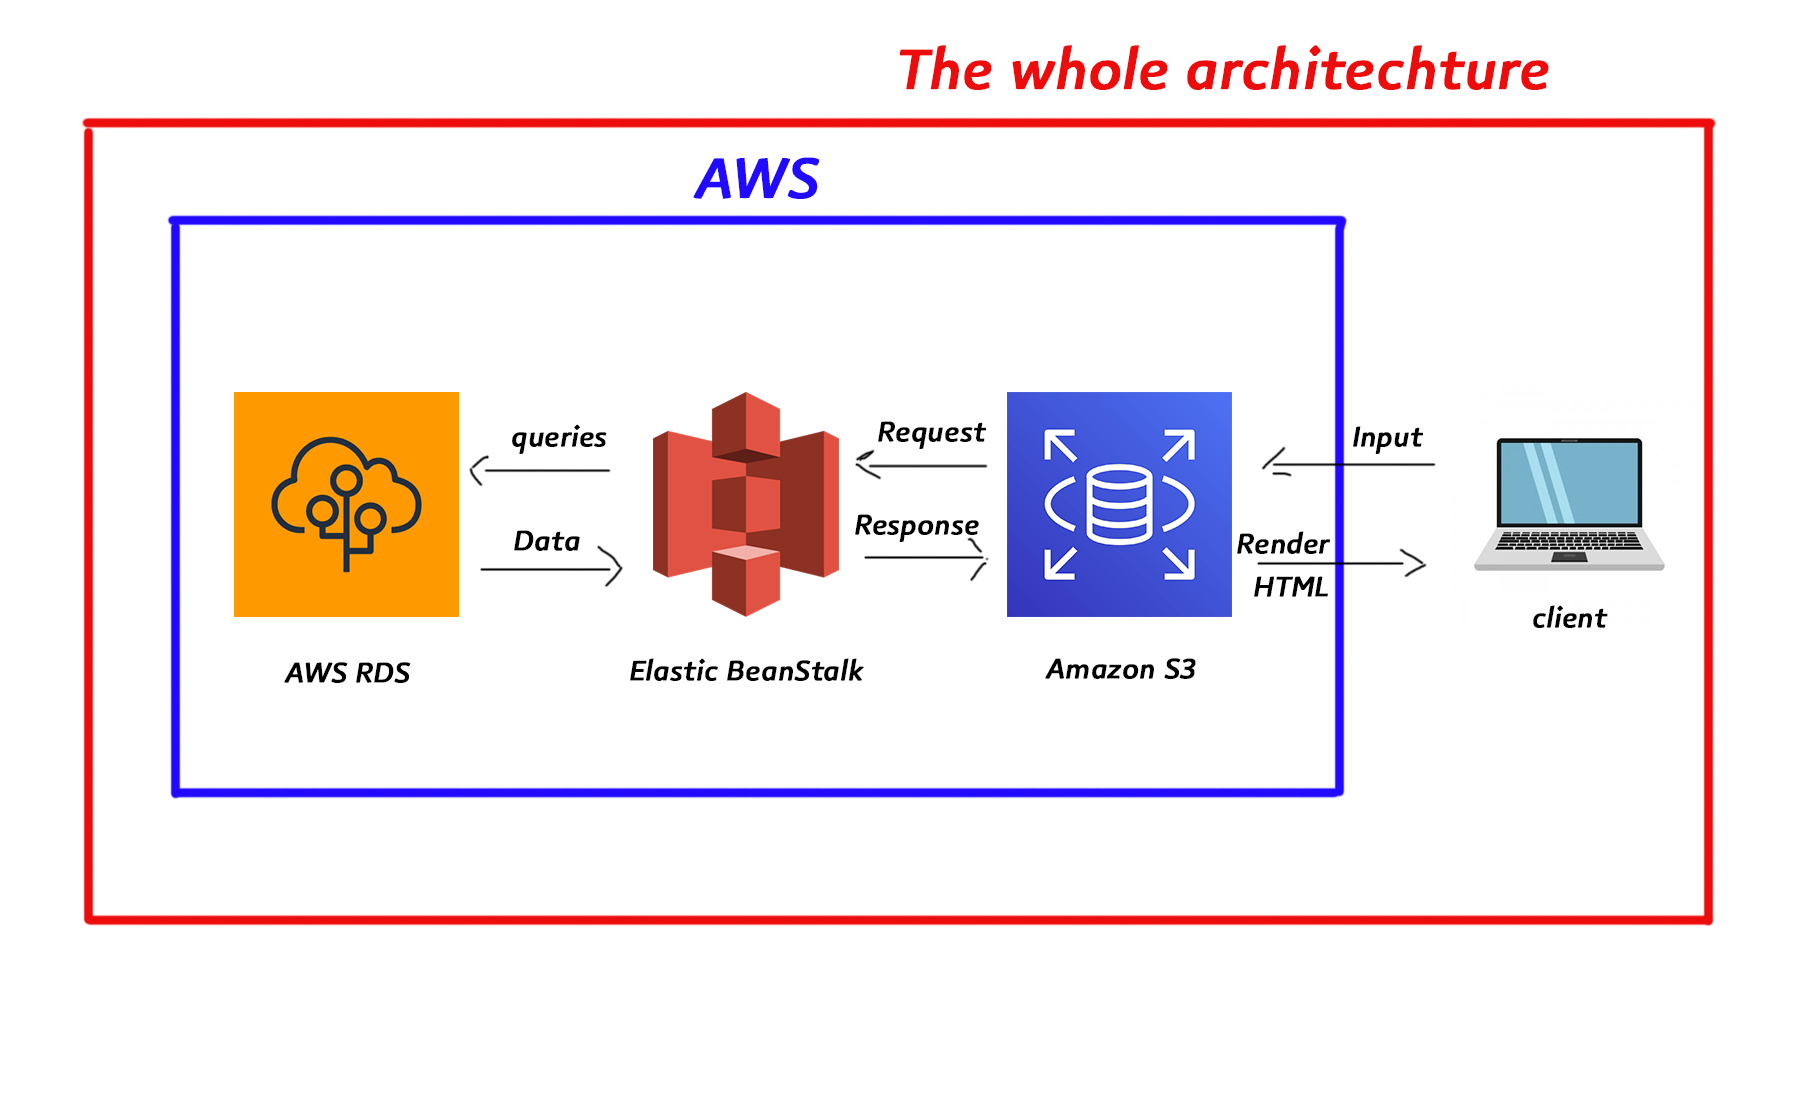 The whole architechture
AWS
queries
Request
Input
Data
Response
Render
HTML
AWS RDS
Elastic BeanStalk
Amazon S3
client